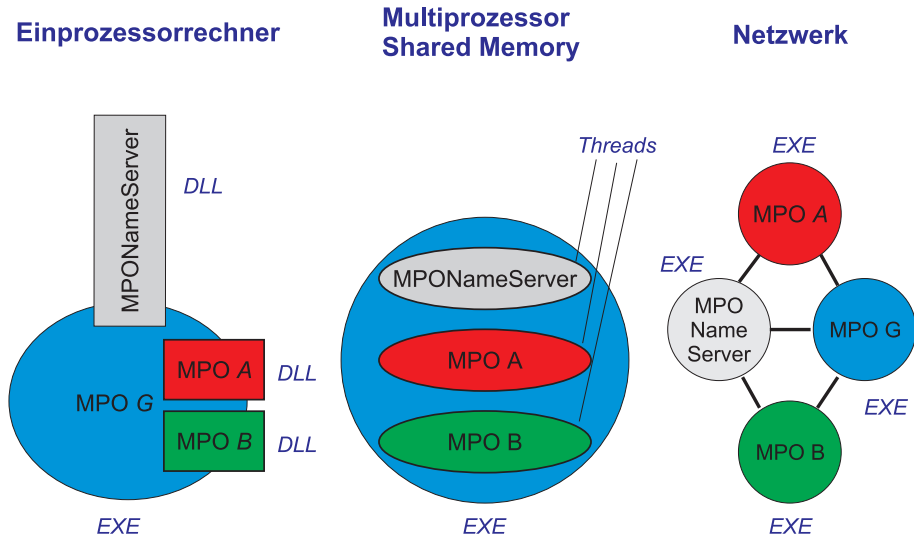 Einprozessorrechner
Multiprozessor
Shared Memory
Netzwerk
MPONameServer
DLL
MPO G
MPO A
DLL
MPO B
DLL
EXE
Threads
MPONameServer
MPO A
MPO B
EXE
EXE
MPO A
EXE
MPO
Name
Server
MPO G
EXE
MPO B
EXE